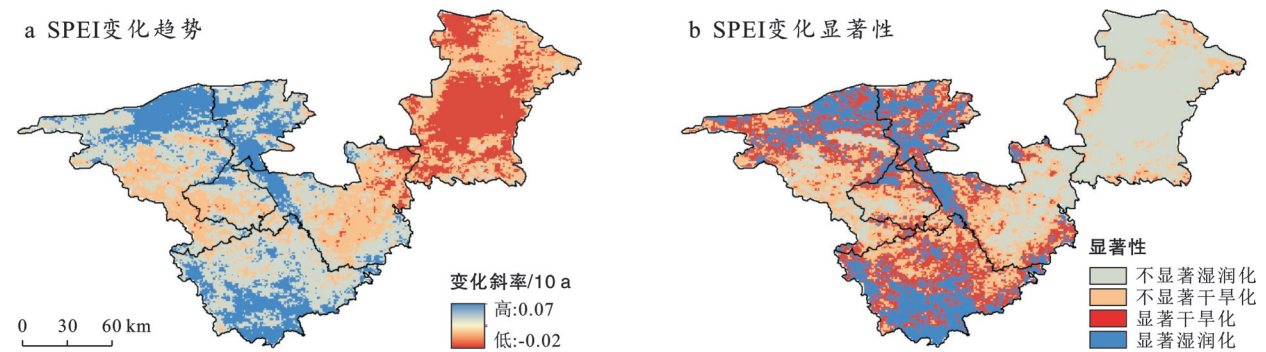 a SPEI变化趋势
变化斜率/10 a
高:0.07
低:-0.02
0 30 60 km
b SPEI变化显著性
显著性
不显著湿润化
不显著干旱化
显著干旱化
显著湿润化